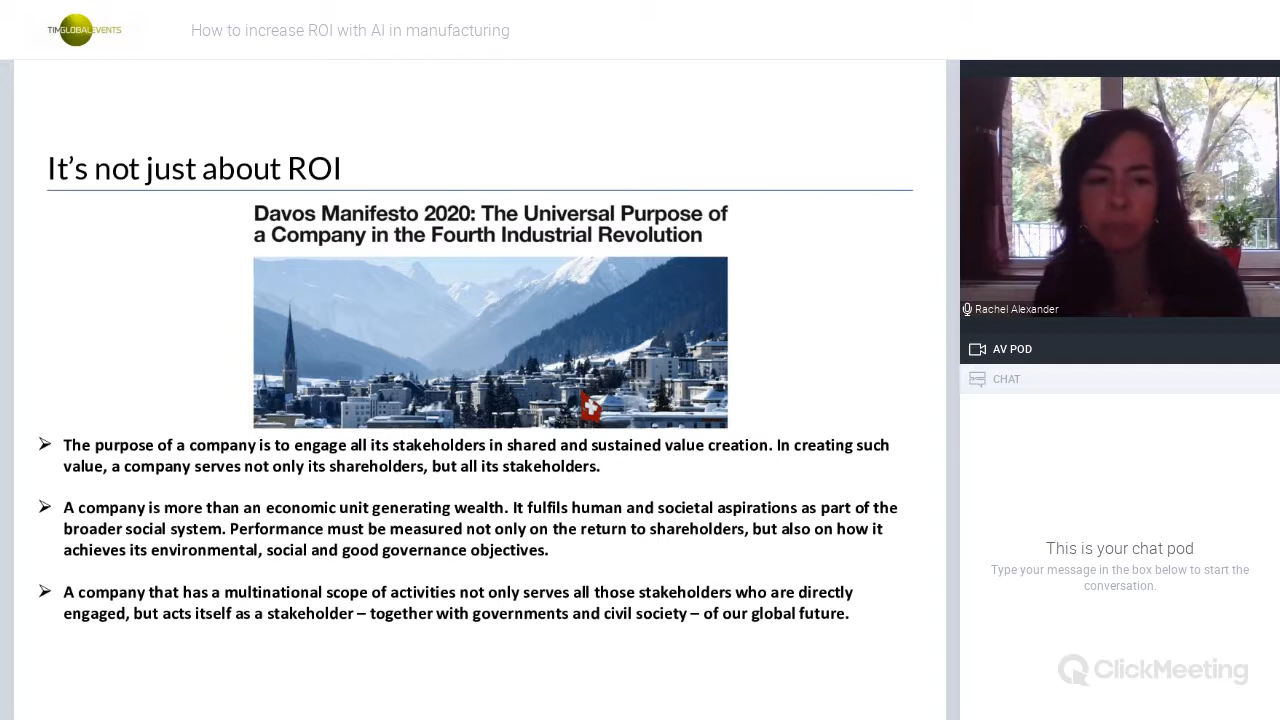 TIMGLOBALEVENTS
How to increase ROI with AI in manufacturing
It's not just about ROI
Davos Manifesto 2020: The Universal Purpose of
a Company in the Fourth Industrial Revolution
The purpose of a company is to engage all its stakeholders in shared and sustained value creation. In creating such
value, a company serves not only its shareholders, but all its stakeholders.
A company is more than an economic unit generating wealth. It fulfils human and societal aspirations as part of the
broader social system. Performance must be measured not only on the return to shareholders, but also on how it
achieves its environmental, social and good governance objectives.
A company that has a multinational scope of activities not only serves all those stakeholders who are directly
engaged, but acts itself as a stakeholder – together with governments and civil society – of our global future.
Rachel Alexander
AV POD
CHAT
This is your chat pod
Type your message in the box below to start the
conversation.
ClickMeeting